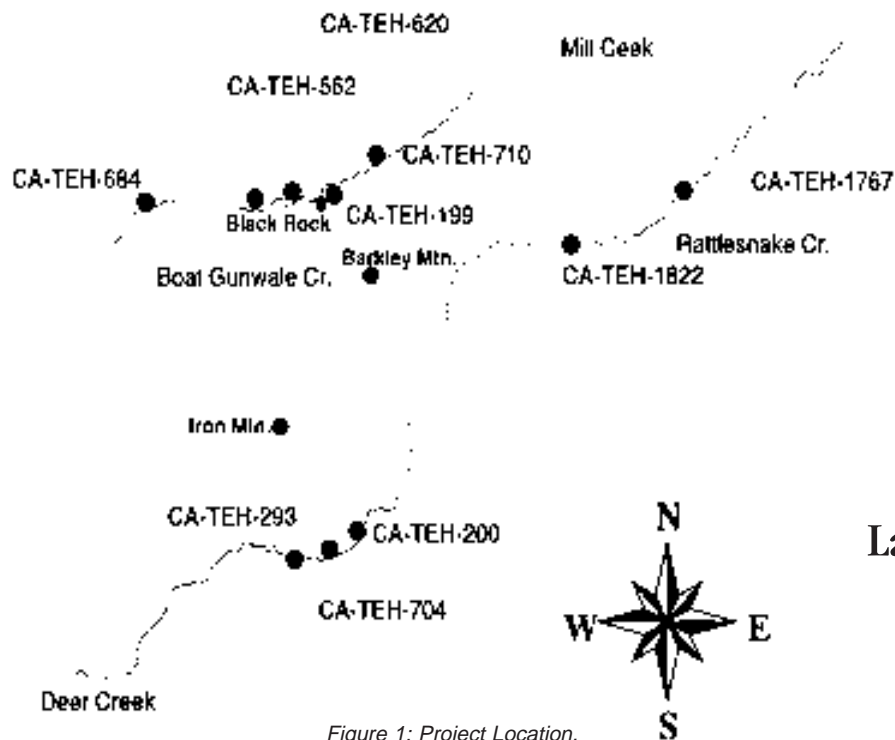 CA-TEH-620
Mill Ceek
CA-TEH-562
CA-TEH-710
CA-TEH-684
CA-TEH-1767
Black Rock
CA-TEH-199
Rattlesnake Cr.
Barkley Mtn.
Boat Gunwale Cr.
CA-TEH-1822
Iron Mtn.
CA-TEH-293
CA-TEH-200
N
La
CA-TEH-704
W
E
Deer Creek
S
Figure 1: Project Location.